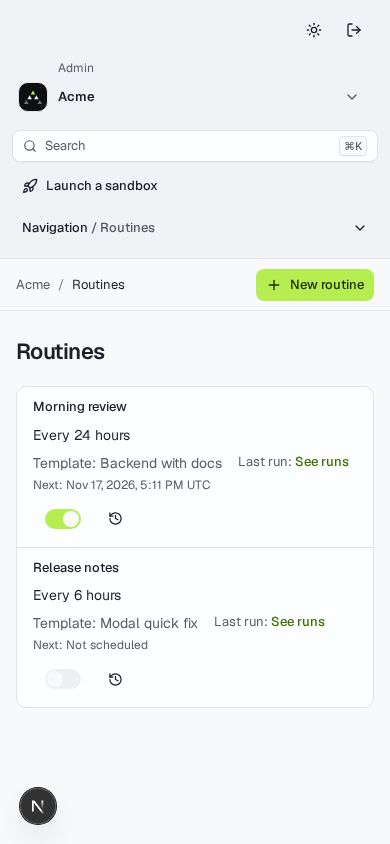 Admin
Acme
Search
⌘K
Launch a sandbox
Navigation / Routines
Acme / Routines
New routine
Routines
Morning review
Every 24 hours
Template: Backend with docs
Last run: See runs
Next: Nov 17, 2026, 5:11 PM UTC
Release notes
Every 6 hours
Template: Modal quick fix
Last run: See runs
Next: Not scheduled
N